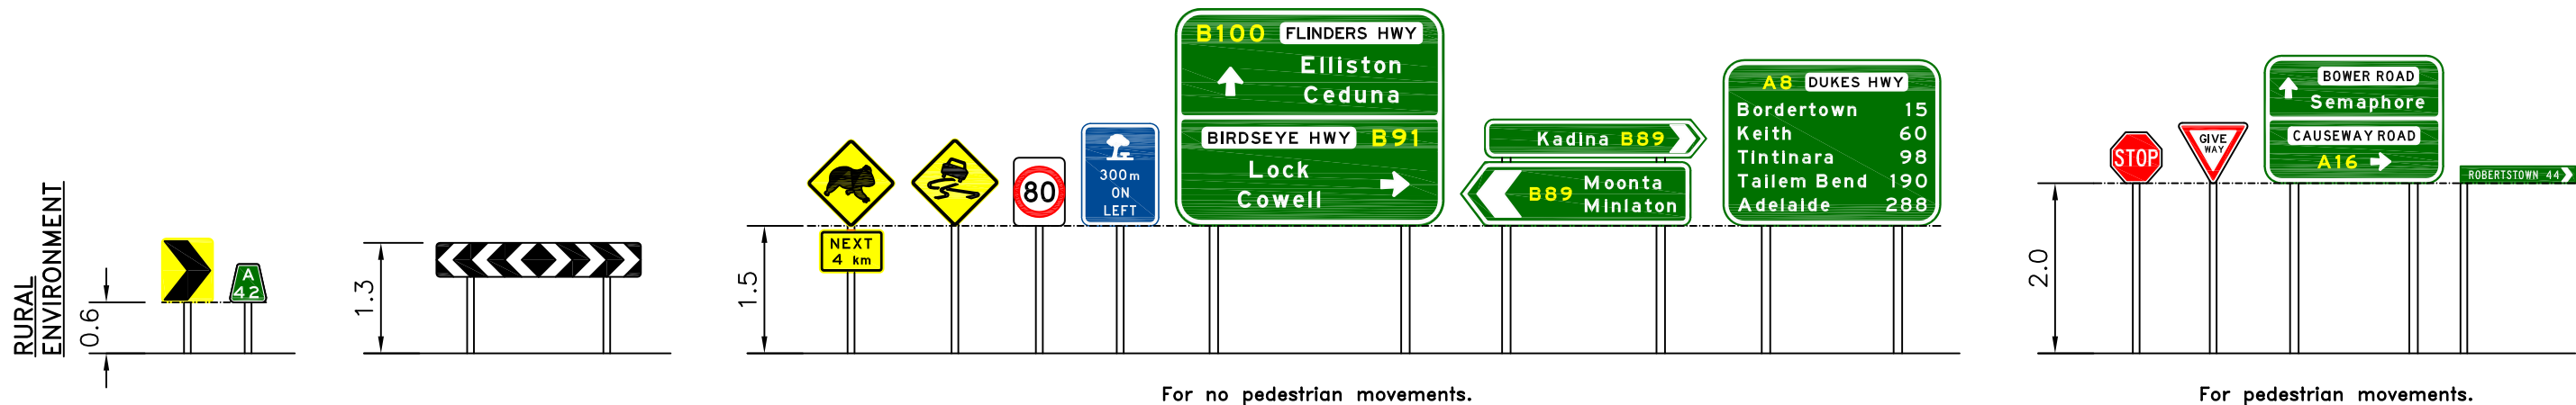 RURAL
ENVIRONMENT
0.6
A
42
1.3
1.5
NEXT
4 km
80
300m
ON
LEFT
B100 FLINDERS HWY
Elliston
Ceduna
BIRDSEYE HWY B91
Lock
Cowell
Kadina B89
B89 Moonta
Minlaton
A8 DUKES HWY
Bordertown 15
Keith 60
Tintinara 98
Tailem Bend 190
Adelaide 288
For no pedestrian movements.
2.0
STOP
GIVE
WAY
BOWER ROAD
Semaphore
CAUSEWAY ROAD
A16
ROBERTSTOWN 44
For pedestrian movements.